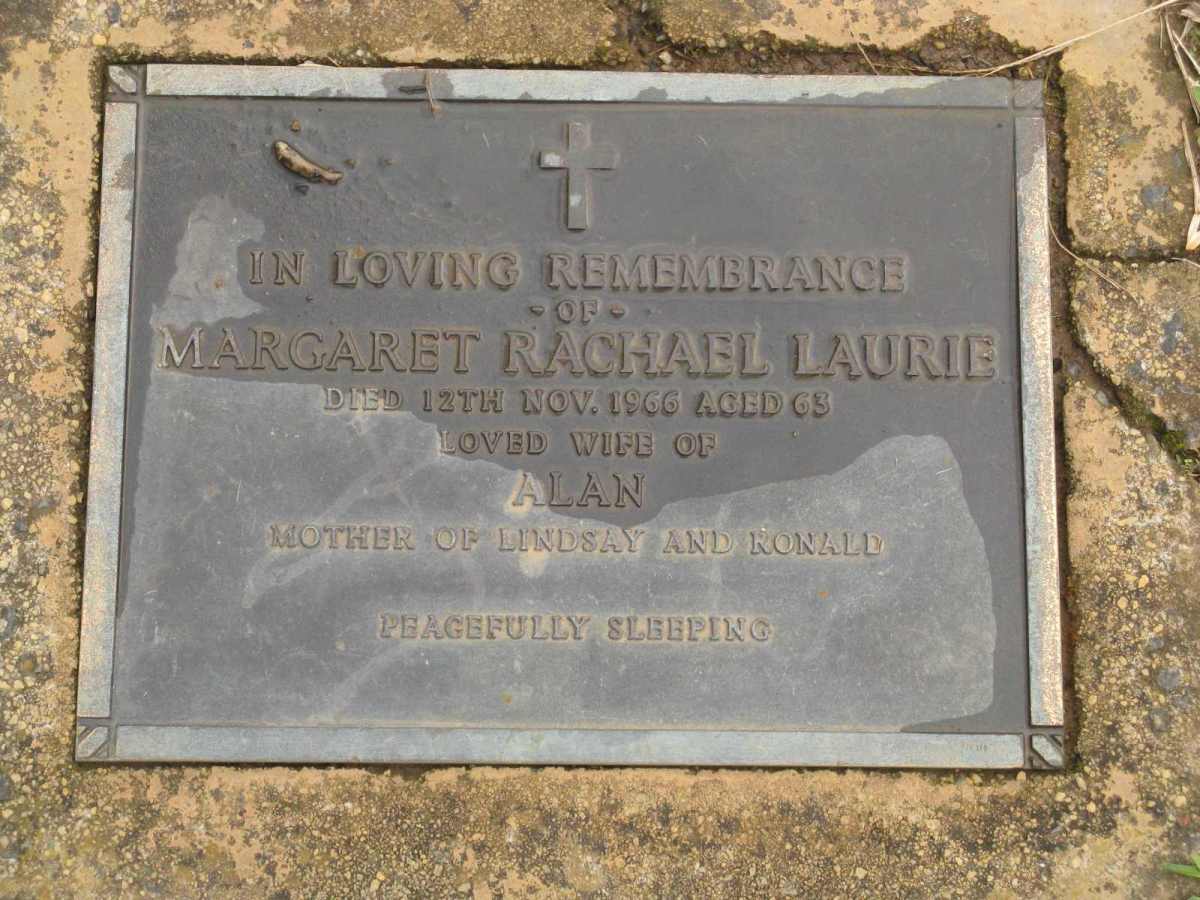 IN LOVING REMEMBRANCE
- OF -
MARGARET RACHAEL LAURIE
DIED 12TH NOV. 1966 AGED 63
LOVED WIFE OF
ALAN
MOTHER OF LINDSAY AND RONALD
PEACEFULLY SLEEPING